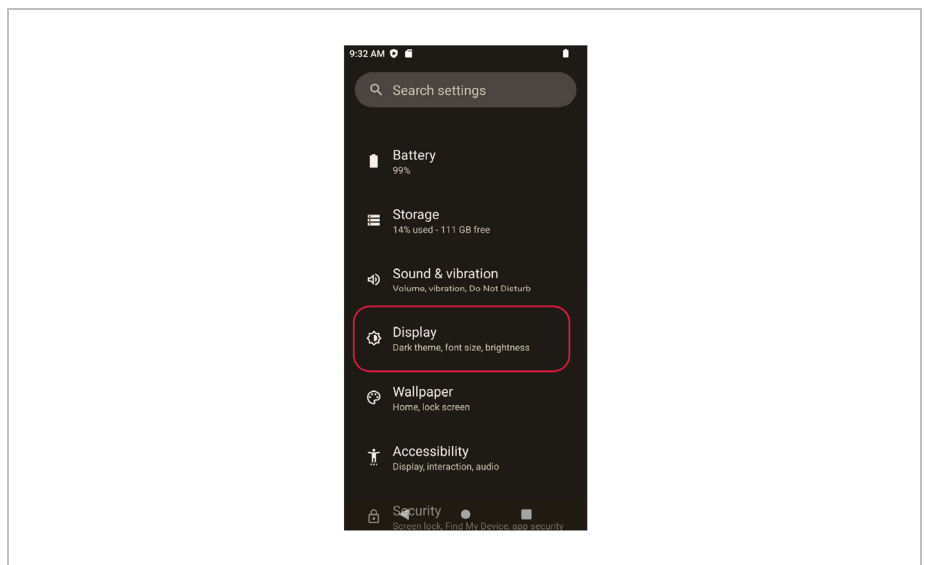 9:32 AM
Search settings
Battery
99%
Storage
14% used - 111 GB free
Sound & vibration
Volume, vibration, Do Not Disturb
Display
Dark theme, font size, brightness
Wallpaper
Home, lock screen
Accessibility
Display, interaction, audio
Security
Screen lock, Find My Device, app security